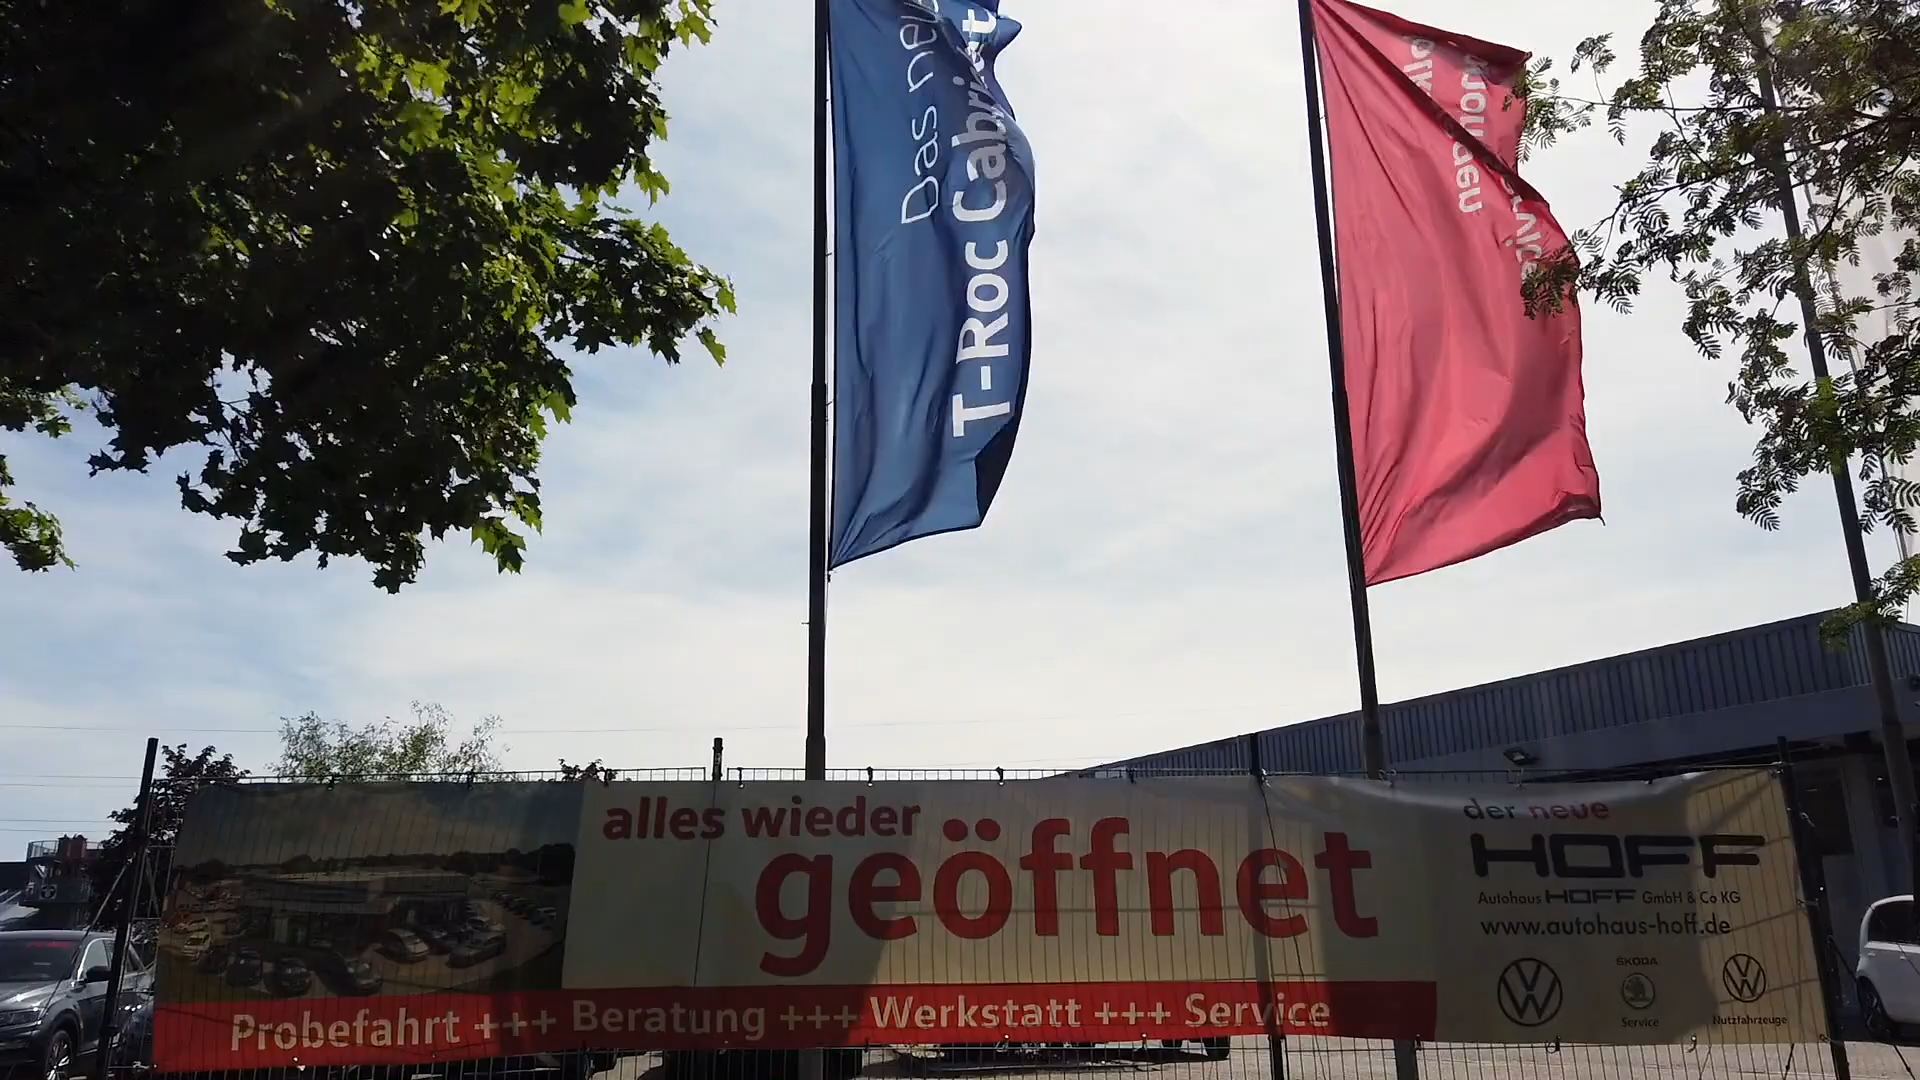 Das neue
T-Roc Cabriolet
alles wieder
geöffnet
Probefahrt +++ Beratung +++ Werkstatt +++ Service
der neue
HOFF
Autohaus HOFF GmbH & Co KG
www.autohaus-hoff.de
ŠKODA
Service
Nutzfahrzeuge